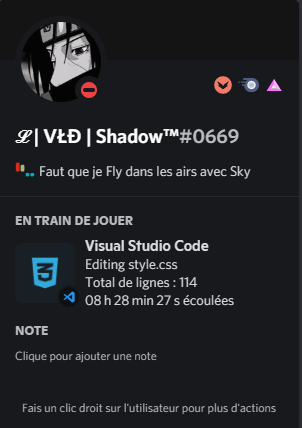 ℒ | VŁĐ | Shadow™#0669
Faut que je Fly dans les airs avec Sky
EN TRAIN DE JOUER
Visual Studio Code
Editing style.css
Total de lignes : 114
08 h 28 min 27 s écoulées
NOTE
Clique pour ajouter une note
Fais un clic droit sur l'utilisateur pour plus d'actions